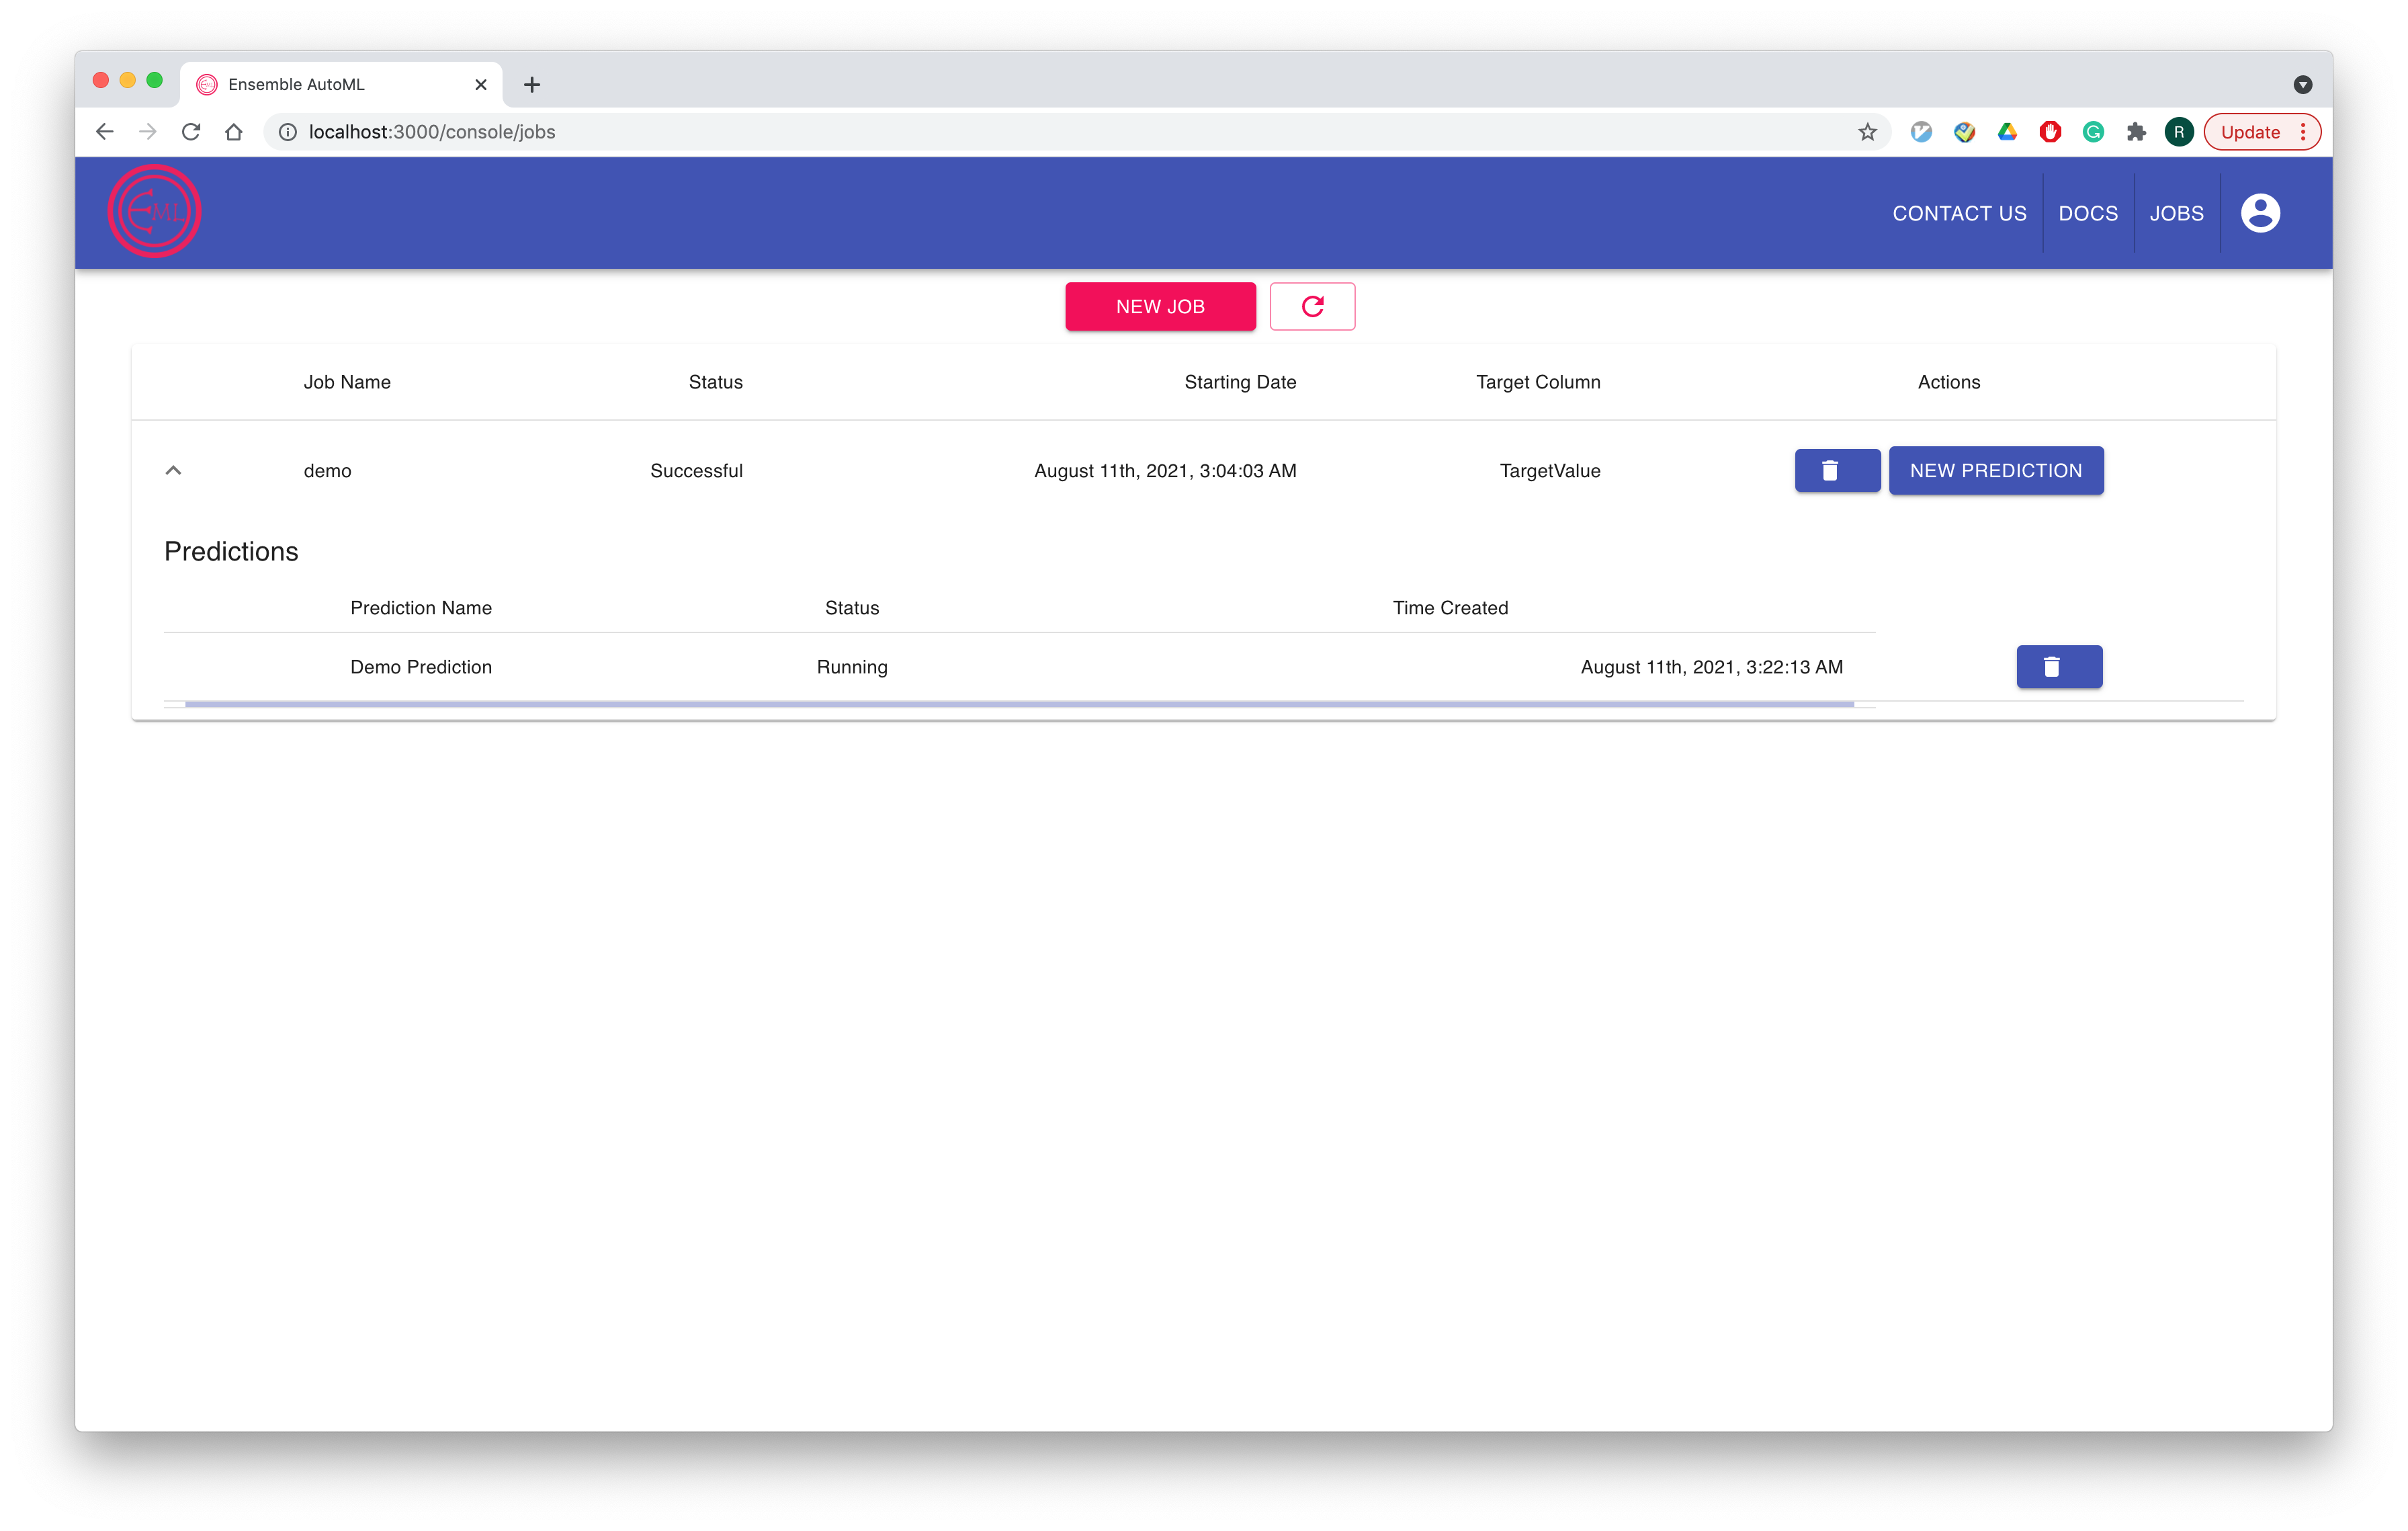 Ensemble AutoML
localhost:3000/console/jobs
R
Update
EML
CONTACT US
DOCS
JOBS
NEW JOB
Job Name Status Starting Date Target Column Actions
demo Successful August 11th, 2021, 3:04:03 AM TargetValue NEW PREDICTION
Predictions
Prediction Name Status Time Created
Demo Prediction Running August 11th, 2021, 3:22:13 AM